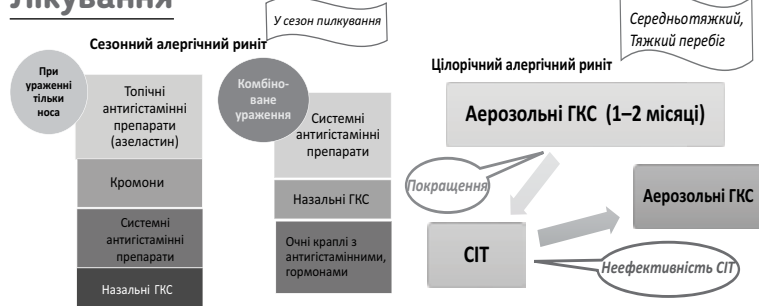 Лікування
У сезон пилкування
Сезонний алергічний риніт
При
ураженні
тільки
носа
Топічні
антигістамінні
препарати
(азеластин)
Кромони
Системні
антигістамінні
препарати
Назальні ГКС
Комбіно-
ване
ураження
Системні
антигістамінні
препарати
Назальні ГКС
Очні краплі з
антигістамінними,
гормонами
Середньотяжкий,
Тяжкий перебіг
Цілорічний алергічний риніт
Аерозольні ГКС (1–2 місяці)
Покращення
СІТ
Аерозольні ГКС
Неефективність СІТ